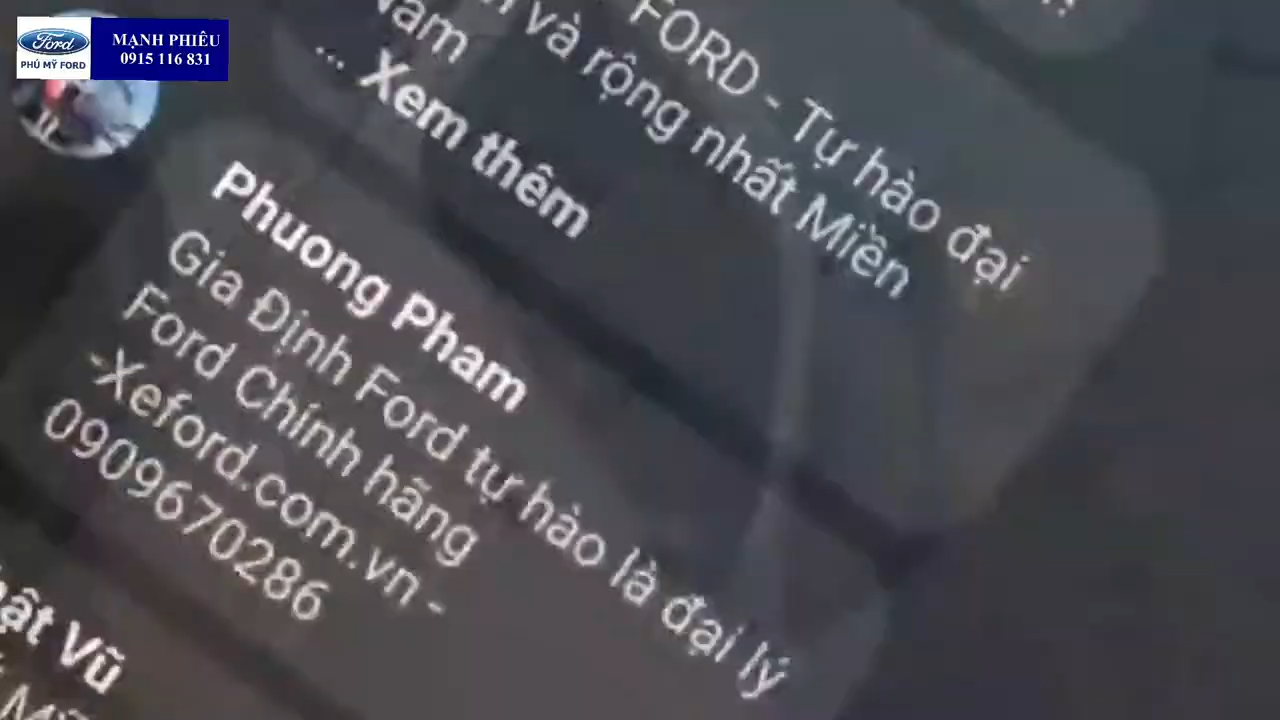 Ford
PHÚ MỸ FORD
MẠNH PHIÊU
0915 116 831
FORD - Tự hào đại
và rộng nhất Miền
Nam
... Xem thêm
Phuong Pham
Gia Định Ford tự hào là đại lý
Ford Chính hãng
-Xeford.com.vn -
0909670286
Vũ